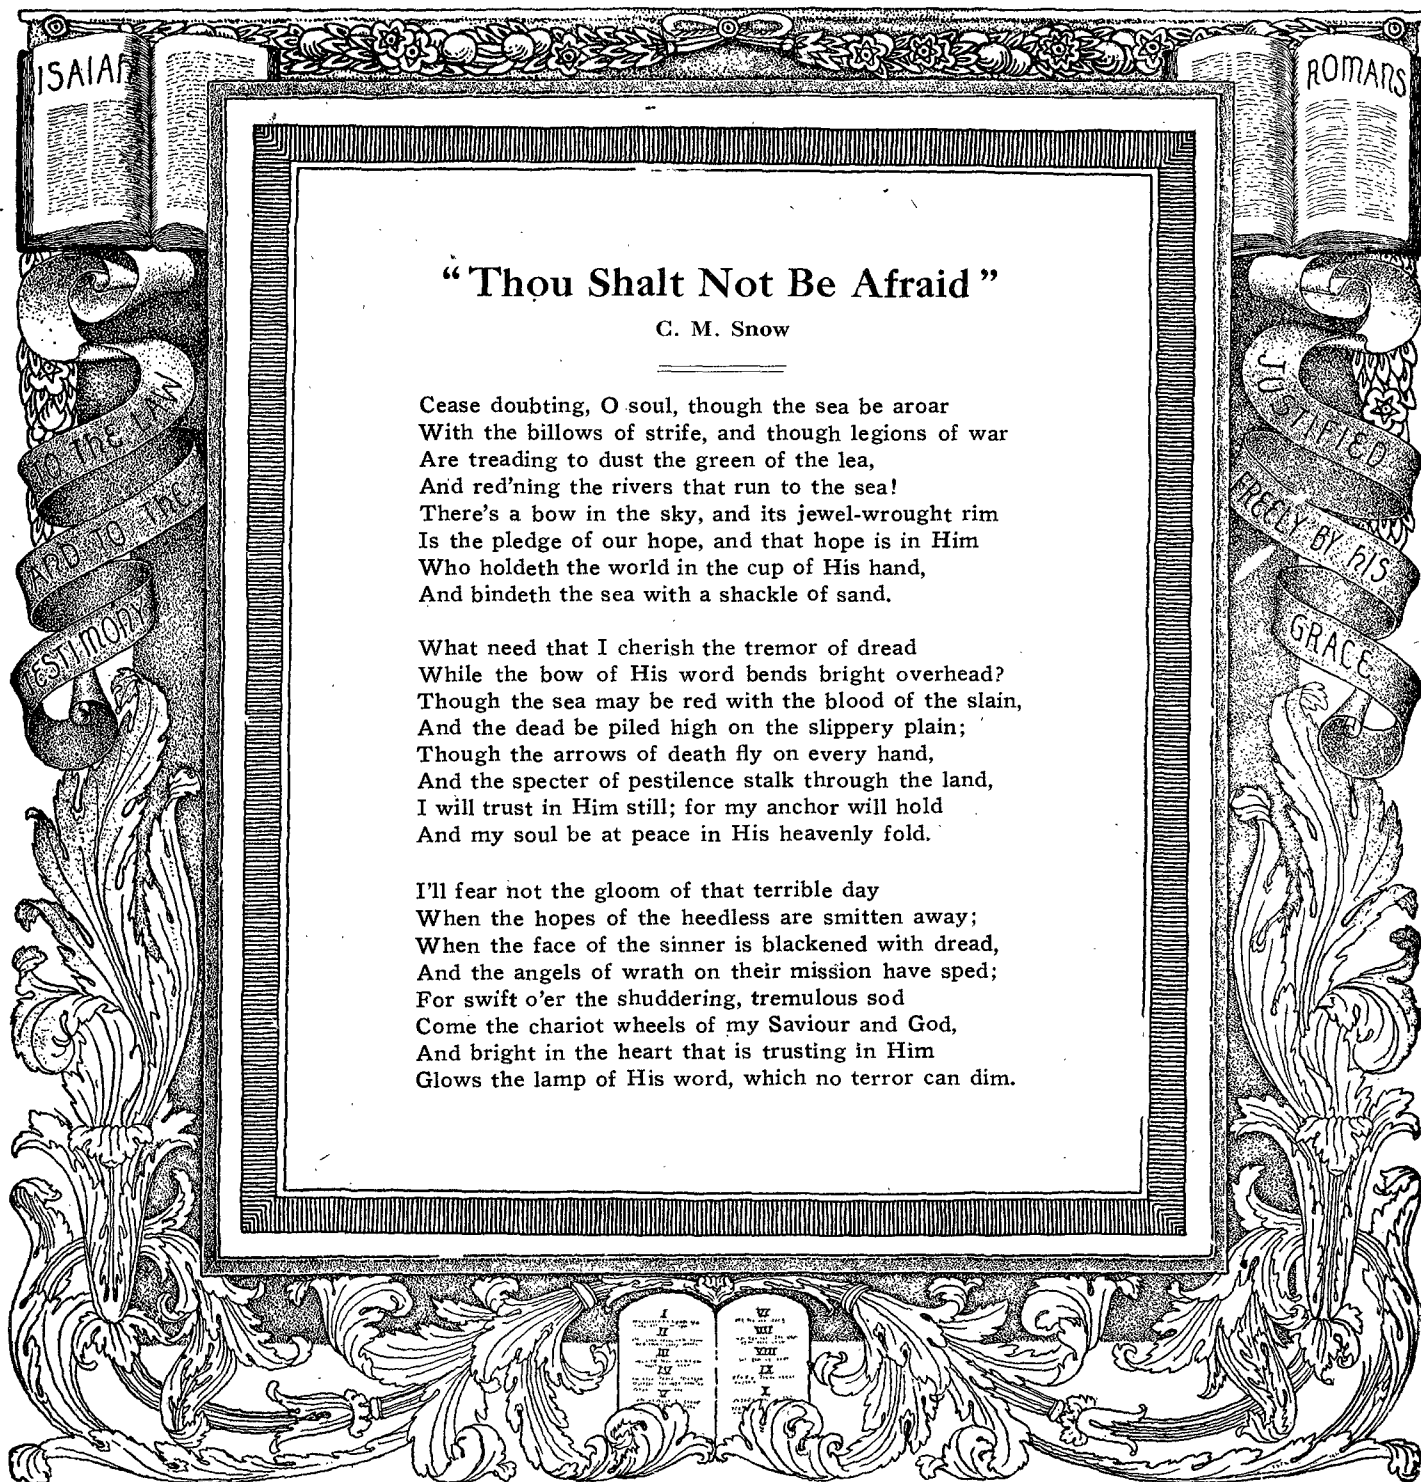 ISAIAH
ROMANS
TO THE LAW
AND TO THE
TESTIMONY
JUSTIFIED
FREELY BY HIS
GRACE
“Thou Shalt Not Be Afraid”
C. M. Snow
Cease doubting, O soul, though the sea be aroar
With the billows of strife, and though legions of war
Are treading to dust the green of the lea,
And red'ning the rivers that run to the sea!
There's a bow in the sky, and its jewel-wrought rim
Is the pledge of our hope, and that hope is in Him
Who holdeth the world in the cup of His hand,
And bindeth the sea with a shackle of sand.
What need that I cherish the tremor of dread
While the bow of His word bends bright overhead?
Though the sea may be red with the blood of the slain,
And the dead be piled high on the slippery plain;
Though the arrows of death fly on every hand,
And the specter of pestilence stalk through the land,
I will trust in Him still; for my anchor will hold
And my soul be at peace in His heavenly fold.
I'll fear not the gloom of that terrible day
When the hopes of the heedless are smitten away;
When the face of the sinner is blackened with dread,
And the angels of wrath on their mission have sped;
For swift o'er the shuddering, tremulous sod
Come the chariot wheels of my Saviour and God,
And bright in the heart that is trusting in Him
Glows the lamp of His word, which no terror can dim.
I
II
III
IV
V
VI
VII
VIII
IX
X